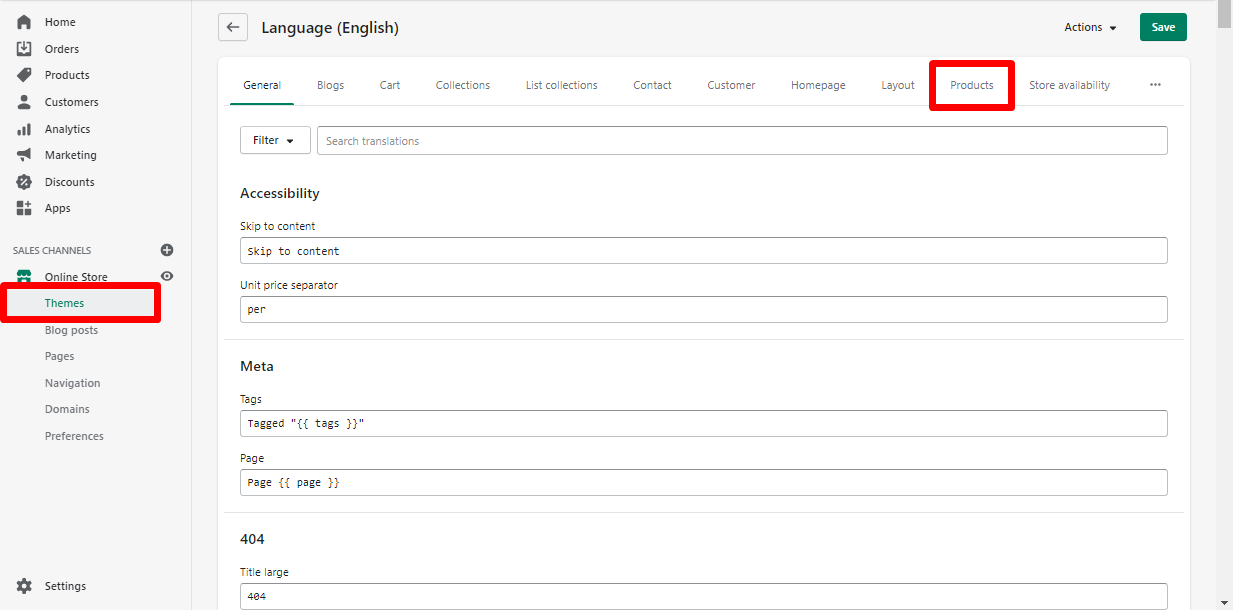 Home
Orders
Products
Customers
Analytics
Marketing
Discounts
Apps
SALES CHANNELS
Online Store
Themes
Blog posts
Pages
Navigation
Domains
Preferences
Settings
Language (English)
Actions
Save
General Blogs Cart Collections List collections Contact Customer Homepage Layout Products Store availability ...
Filter Search translations
Accessibility
Skip to content
Skip to content
Unit price separator
per
Meta
Tags
Tagged "{{ tags }}"
Page
Page {{ page }}
404
Title large
404